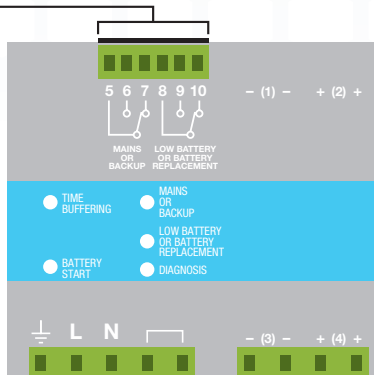 - (1) - + (2) +
5 6 7 8 9 10
MAINS
OR
BACKUP
LOW BATTERY
OR BATTERY
REPLACEMENT
TIME
BUFFERING
MAINS
OR
BACKUP
LOW BATTERY
OR BATTERY
REPLACEMENT
BATTERY
START
DIAGNOSIS
L N
- (3) - + (4) +